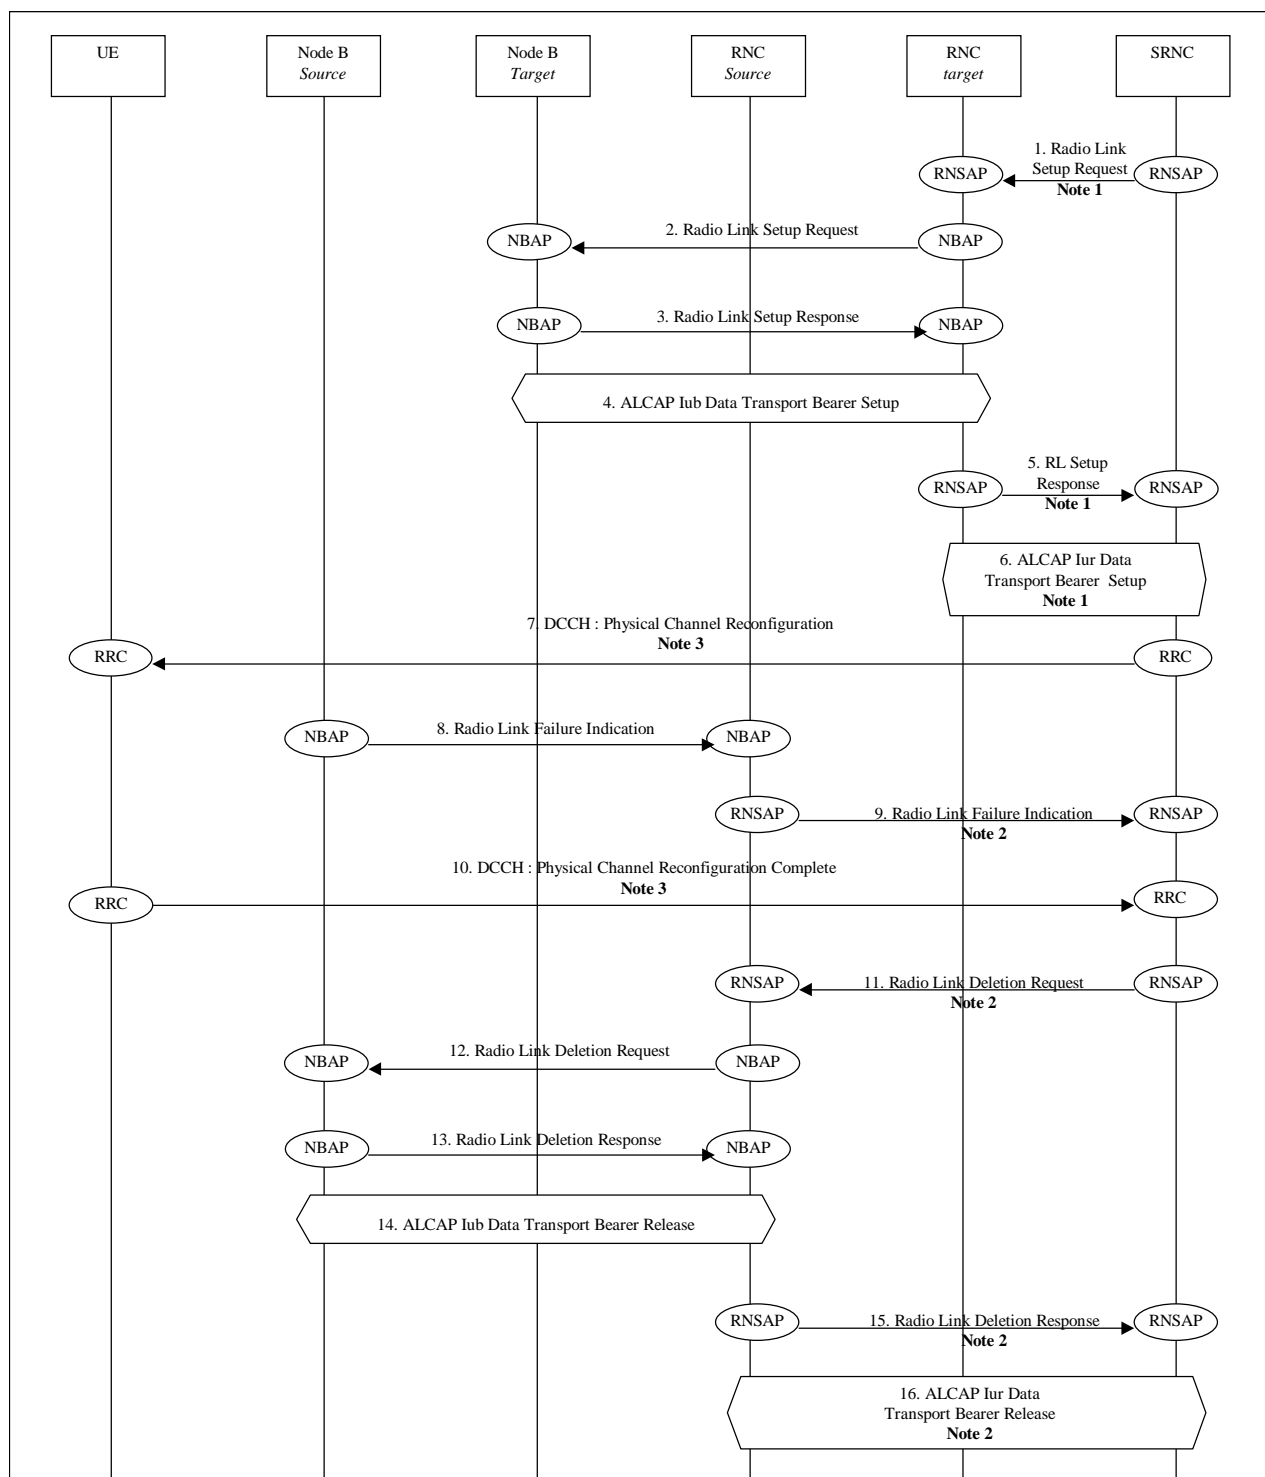 UE
Node B
Source
Node B
Target
RNC
Source
RNC
target
SRNC
1. Radio Link
Setup Request
Note 1
RNSAP
RNSAP
2. Radio Link Setup Request
NBAP
NBAP
3. Radio Link Setup Response
NBAP
NBAP
4. ALCAP Iub Data Transport Bearer Setup
5. RL Setup
Response
Note 1
RNSAP
RNSAP
6. ALCAP Iur Data
Transport Bearer Setup
Note 1
7. DCCH : Physical Channel Reconfiguration
Note 3
RRC
RRC
8. Radio Link Failure Indication
NBAP
NBAP
RNSAP
9. Radio Link Failure Indication
Note 2
RNSAP
10. DCCH : Physical Channel Reconfiguration Complete
Note 3
RRC
RRC
RNSAP
11. Radio Link Deletion Request
Note 2
RNSAP
12. Radio Link Deletion Request
NBAP
NBAP
13. Radio Link Deletion Response
NBAP
NBAP
14. ALCAP Iub Data Transport Bearer Release
RNSAP
15. Radio Link Deletion Response
Note 2
RNSAP
16. ALCAP Iur Data
Transport Bearer Release
Note 2